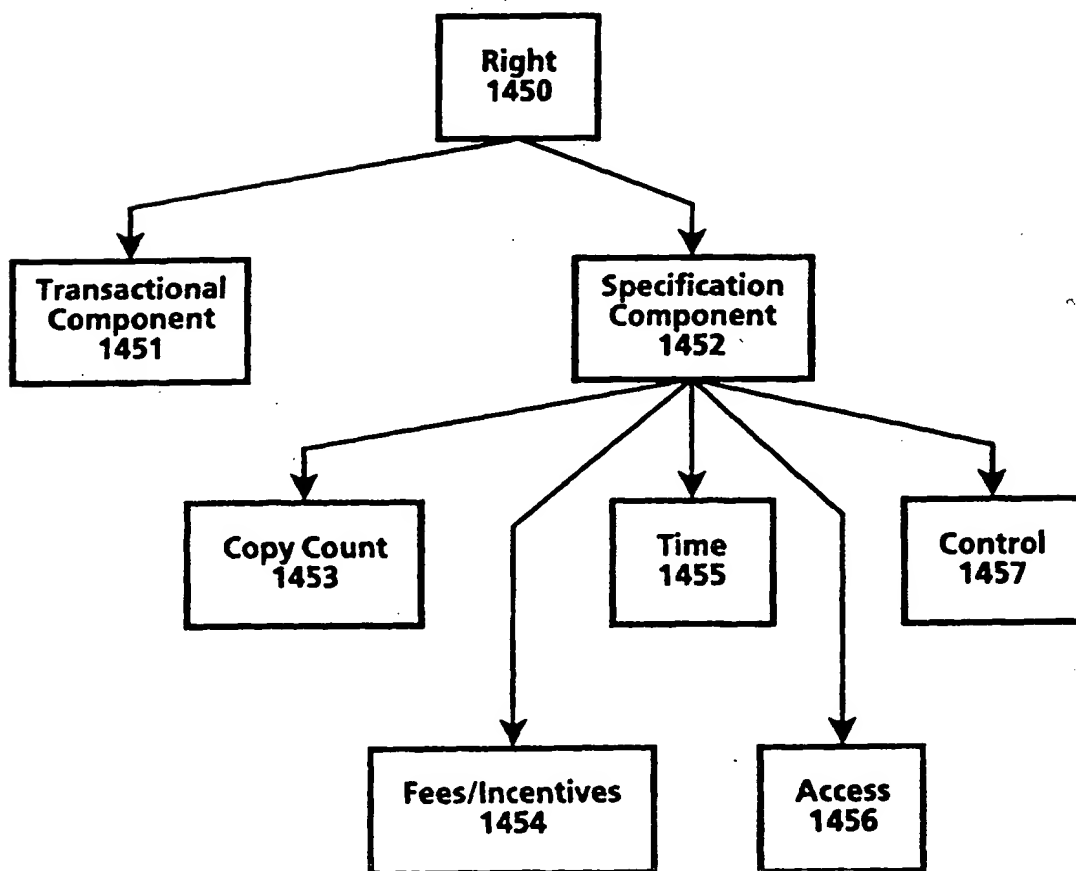 Right
1450
Transactional
Component
1451
Specification
Component
1452
Copy Count
1453
Time
1455
Control
1457
Fees/Incentives
1454
Access
1456